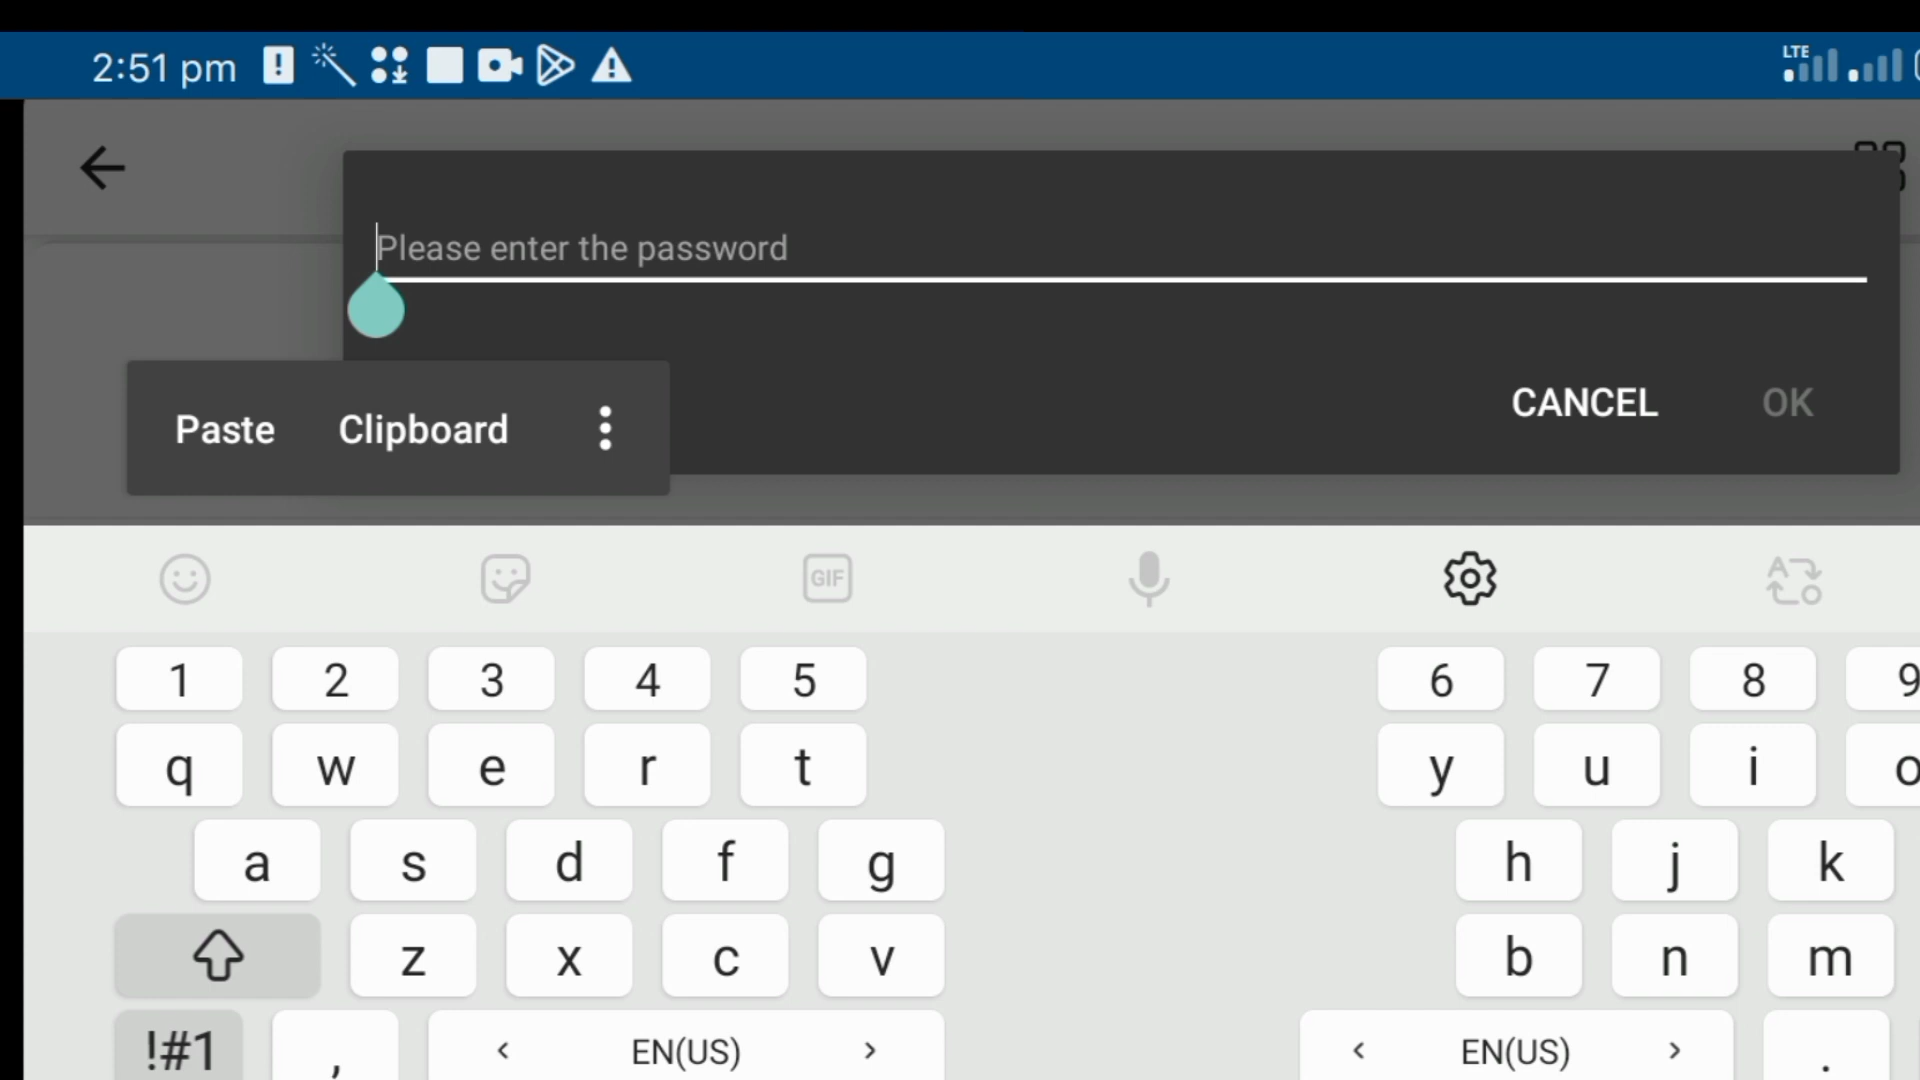 2:51 pm
LTE
Please enter the password
CANCEL OK
Paste Clipboard
GIF
A
1 2 3 4 5 6 7 8 9
q w e r t y u i o
a s d f g h j k
z x c v b n m
!#1 , < EN(US) > < EN(US) > .